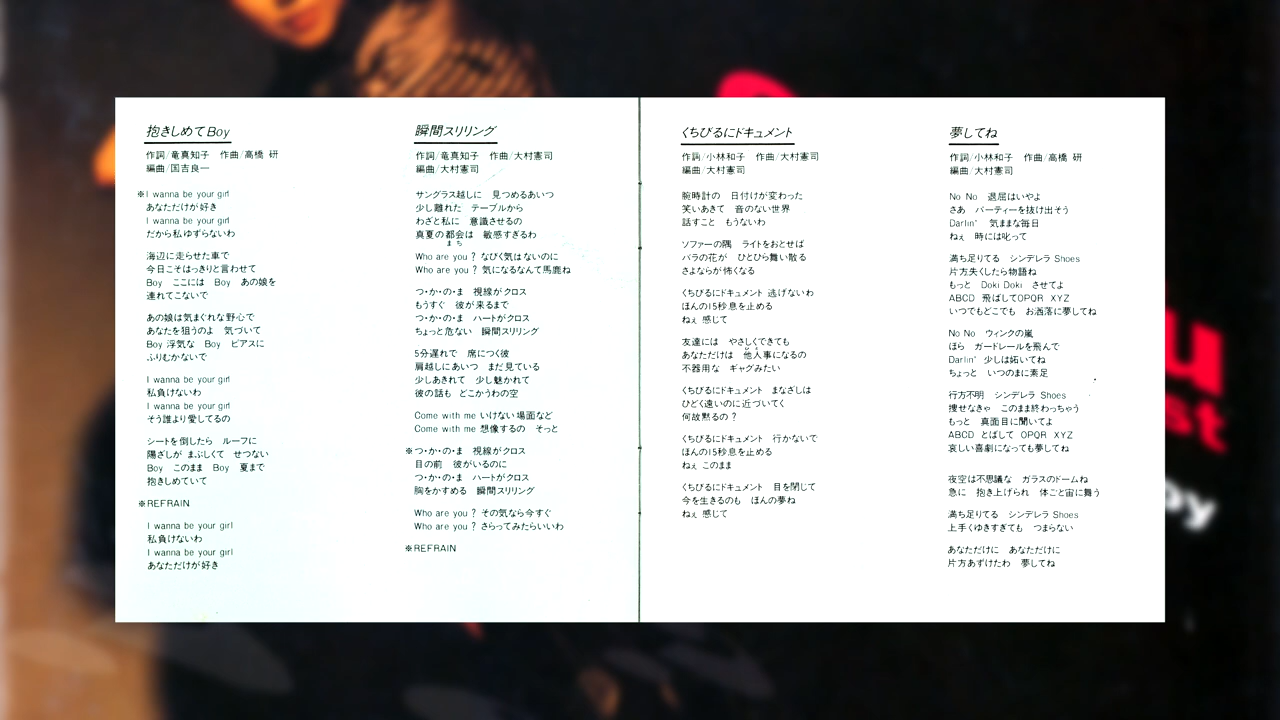 抱きしめてBoy
作詞/竜真知子　作曲/高橋 研
編曲/国吉良一
※I wanna be your girl
あなただけが好き
I wanna be your girl
だから私ゆずらないわ
海辺に走らせた車で
今日こそはっきりと言わせて
Boy　ここには　Boy　あの娘を
連れてこないで
あの娘は気まぐれな野心で
あなたを狙うのよ　気づいて
Boy 浮気な　Boy　ピアスに
ふりむかないで
I wanna be your girl
私負けないわ
I wanna be your girl
そう誰より愛してるの
シートを倒したら　ルーフに
陽ざしが まぶしくて　せつない
Boy　このまま　Boy　夏まで
抱きしめていて
※REFRAIN
I wanna be your girl
私負けないわ
I wanna be your girl
あなただけが好き
瞬間スリリング
作詞/竜真知子　作曲/大村憲司
編曲/大村憲司
サングラス越しに　見つめるあいつ
少し離れた　テーブルから
わざと私に　意識させるの
真夏の都会は　敏感すぎるわ
まち
Who are you？なびく気はないのに
Who are you？気になるなんて馬鹿ね
つ・か・の・ま　視線がクロス
もうすぐ　彼が来るまで
つ・か・の・ま　ハートがクロス
ちょっと危ない　瞬間スリリング
5分遅れで　席につく彼
肩越しにあいつ　まだ見ている
少しあきれて　少し魅かれて
彼の話も　どこかうわの空
Come with me いけない場面など
Come with me 想像するの　そっと
※つ・か・の・ま　視線がクロス
目の前　彼がいるのに
つ・か・の・ま　ハートがクロス
胸をかすめる　瞬間スリリング
Who are you？その気なら今すぐ
Who are you？さらってみたらいいわ
※REFRAIN
くちびるにドキュメント
作詞/小林和子　作曲/大村憲司
編曲/大村憲司
腕時計の　日付けが変わった
笑いあきて　音のない世界
話すこと　もうないわ
ソファーの隅　ライトをおとせば
バラの花が　ひとひら舞い散る
さよならが怖くなる
くちびるにドキュメント 逃げないわ
ほんの15秒息を止める
ねぇ 感じて
友達には　やさしくできても
ひと
あなただけは　他人事になるの
不器用な　ギャグみたい
くちびるにドキュメント　まなざしは
ひどく遠いのに近づいてく
何故黙るの？
くちびるにドキュメント　行かないで
ほんの15秒息を止める
ねぇ このまま
くちびるにドキュメント　目を閉じて
今を生きるのも　ほんの夢ね
ねぇ 感じて
夢してね
作詞/小林和子　作曲/高橋 研
編曲/大村憲司
No No　退屈はいやよ
さあ　パーティーを抜け出そう
Darlin'　気ままな毎日
ねぇ　時には叱って
満ち足りてる　シンデレラ Shoes
片方失くしたら物語ね
もっと　Doki Doki　させてよ
ABCD　飛ばしてOPQR　XYZ
いつでもどこでも　お洒落に夢してね
No No　ウィンクの嵐
ほら　ガードレールを飛んで
Darlin'　少しは妬いてね
ちょっと　いつのまに素足
行方不明　シンデレラ Shoes
捜せなきゃ　このまま終わっちゃう
もっと　真面目に聞いてよ
ABCD　とばして　OPQR　XYZ
哀しい喜劇になっても夢してね
夜空は不思議な　ガラスのドームね
急に　抱き上げられ　体ごと宙に舞う
満ち足りてる　シンデレラ Shoes
上手くゆきすぎても　つまらない
あなただけに　あなただけに
片方あずけたわ　夢してね